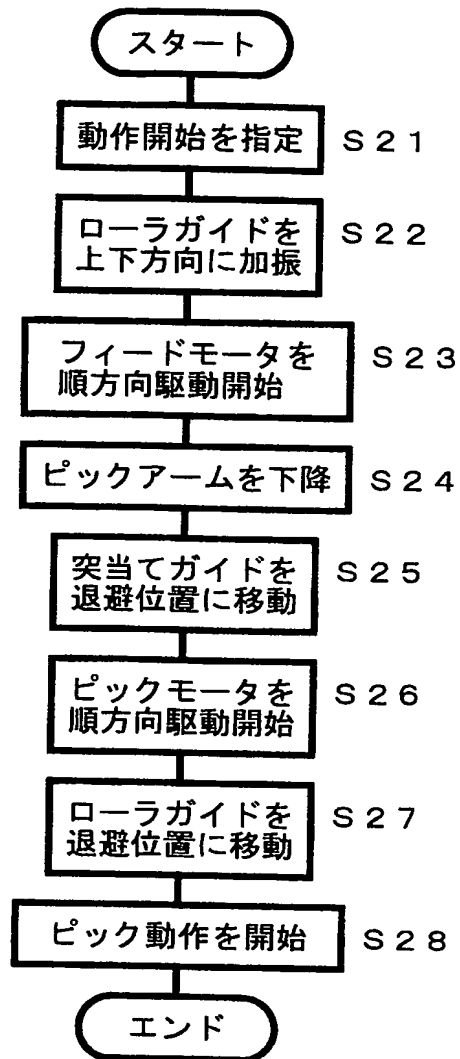 スタート
動作開始を指定 S21
ローラガイドを S22
上下方向に加振
フィードモータを S23
順方向駆動開始
ピックアームを下降 S24
突当てガイドを S25
退避位置に移動
ピックモータを S26
順方向駆動開始
ローラガイドを S27
退避位置に移動
ピック動作を開始 S28
エンド